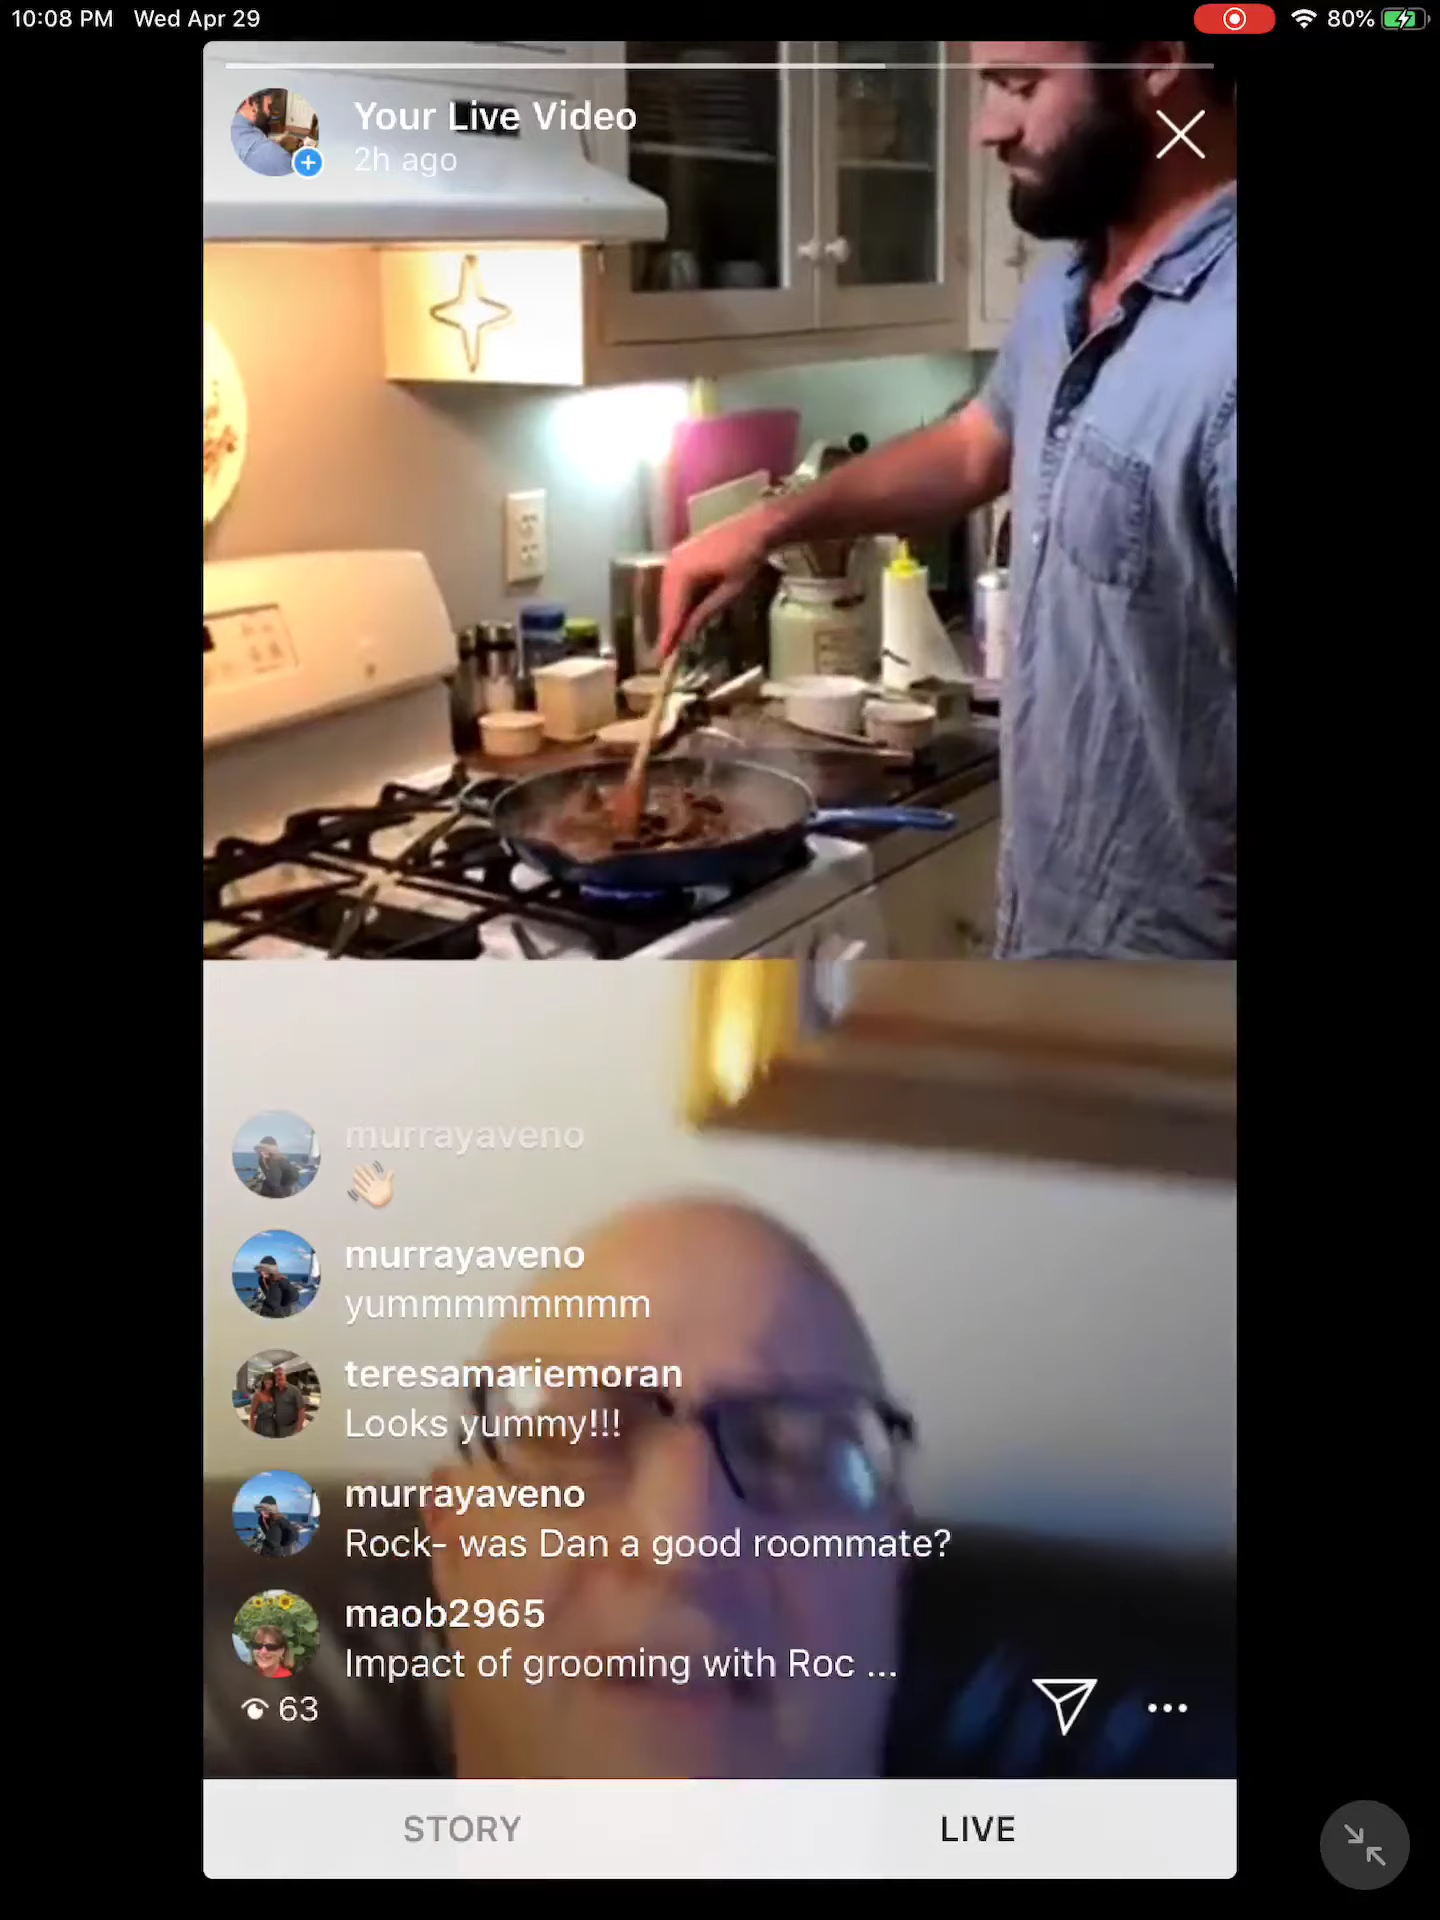 10:08 PM Wed Apr 29
80%
Your Live Video
2h ago
murrayaveno
👋🏻
murrayaveno
yummmmmmmm
teresamariemoran
Looks yummy!!!
murrayaveno
Rock- was Dan a good roommate?
maob2965
Impact of grooming with Roc ...
63
STORY
LIVE